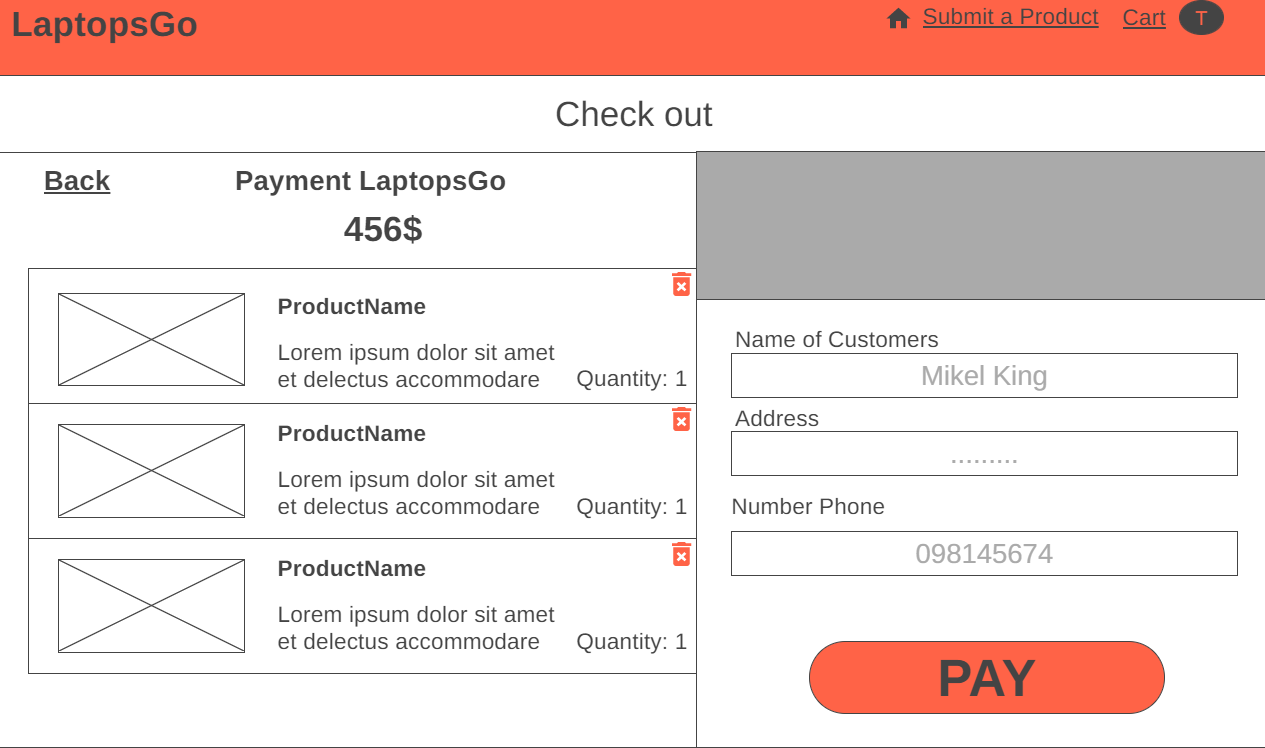 LaptopsGo
Submit a Product
Cart
T
Check out
Back
Payment LaptopsGo
456$
ProductName
Lorem ipsum dolor sit amet
et delectus accommodare
Quantity: 1
ProductName
Lorem ipsum dolor sit amet
et delectus accommodare
Quantity: 1
ProductName
Lorem ipsum dolor sit amet
et delectus accommodare
Quantity: 1
Name of Customers
Mikel King
Address
.........
Number Phone
098145674
PAY